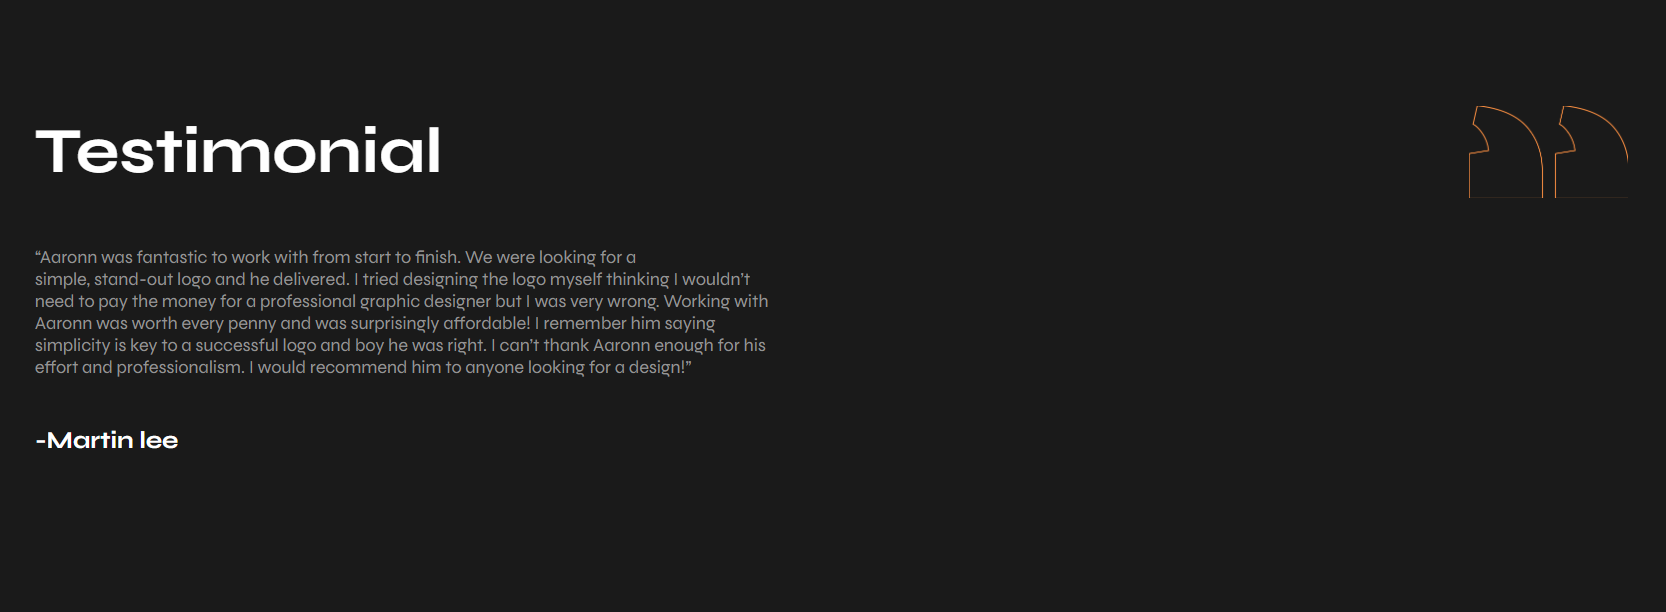 Testimonial
“Aaronn was fantastic to work with from start to finish. We were looking for a
simple, stand-out logo and he delivered. I tried designing the logo myself thinking I wouldn’t
need to pay the money for a professional graphic designer but I was very wrong. Working with
Aaronn was worth every penny and was surprisingly affordable! I remember him saying
simplicity is key to a successful logo and boy he was right. I can’t thank Aaronn enough for his
effort and professionalism. I would recommend him to anyone looking for a design!”
-Martin lee